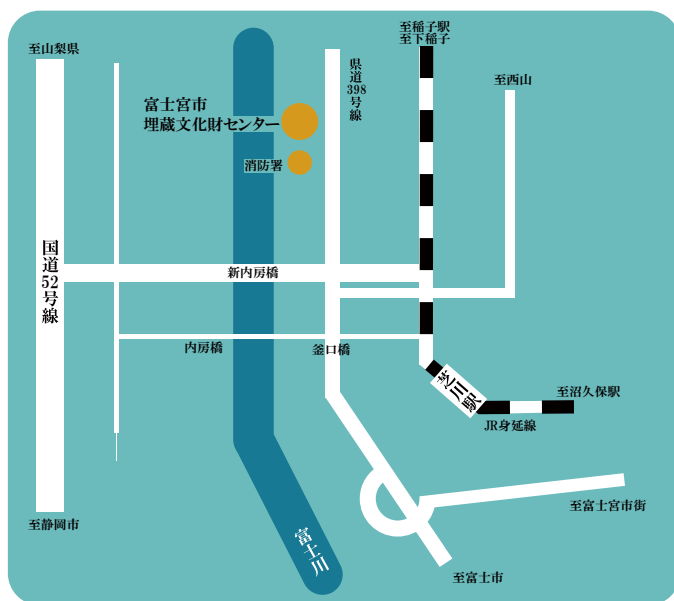 至稲子駅
至下稲子
至山梨県
県道398号線
至西山
富士宮市
埋蔵文化財センター
消防署
国道52号線
新内房橋
内房橋
釜口橋
芝川駅
至沼久保駅
JR身延線
至富士宮市街
至静岡市
富士川
至富士市